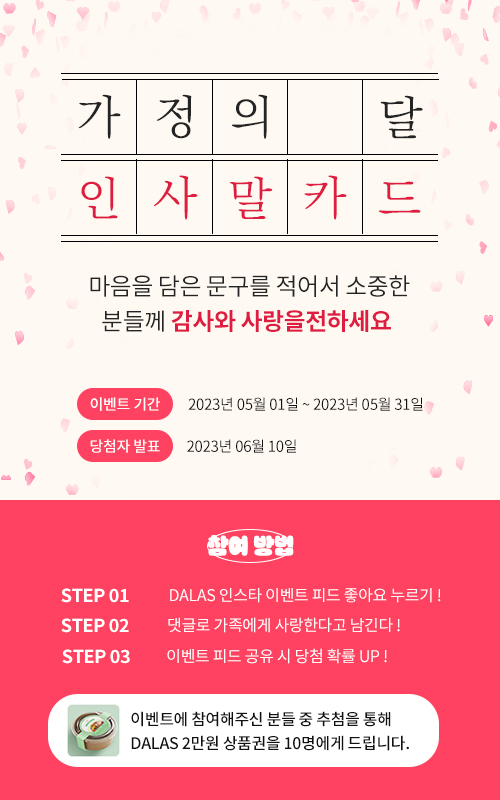 가정의 달
인사말카드
마음을 담은 문구를 적어서 소중한
분들께 감사와 사랑을전하세요
이벤트 기간 2023년 05월 01일 ~ 2023년 05월 31일
당첨자 발표 2023년 06월 10일
참여 방법
STEP 01 DALAS 인스타 이벤트 피드 좋아요 누르기 !
STEP 02 댓글로 가족에게 사랑한다고 남긴다 !
STEP 03 이벤트 피드 공유 시 당첨 확률 UP !
이벤트에 참여해주신 분들 중 추첨을 통해
DALAS 2만원 상품권을 10명에게 드립니다.